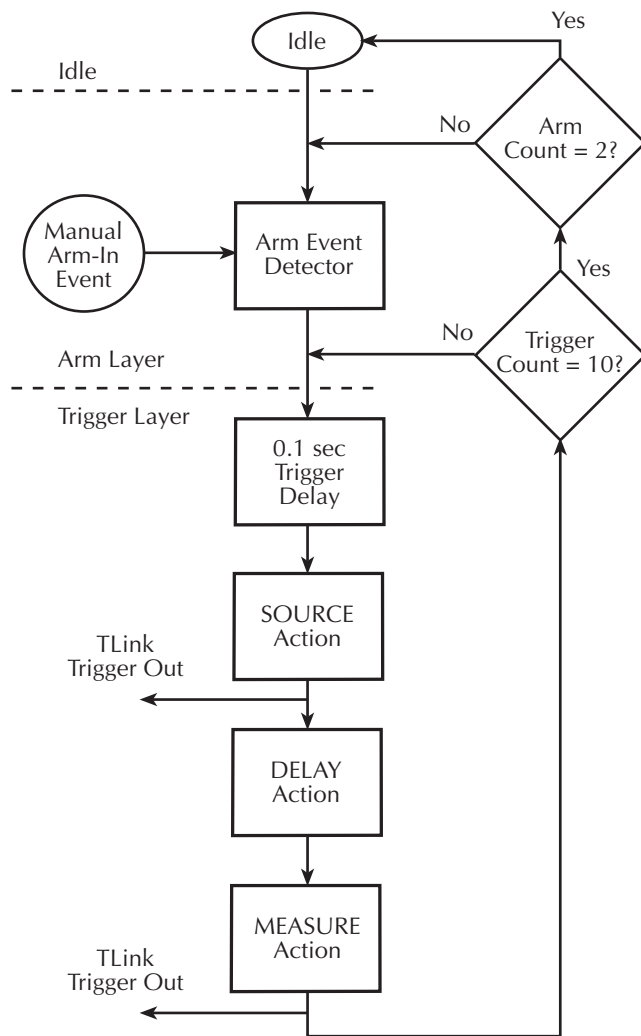 Yes
Idle
Idle
No
Arm
Count = 2?
Manual
Arm-In
Event
Arm Event
Detector
Yes
No
Trigger
Count = 10?
Arm Layer
Trigger Layer
0.1 sec
Trigger
Delay
SOURCE
Action
TLink
Trigger Out
DELAY
Action
MEASURE
Action
TLink
Trigger Out